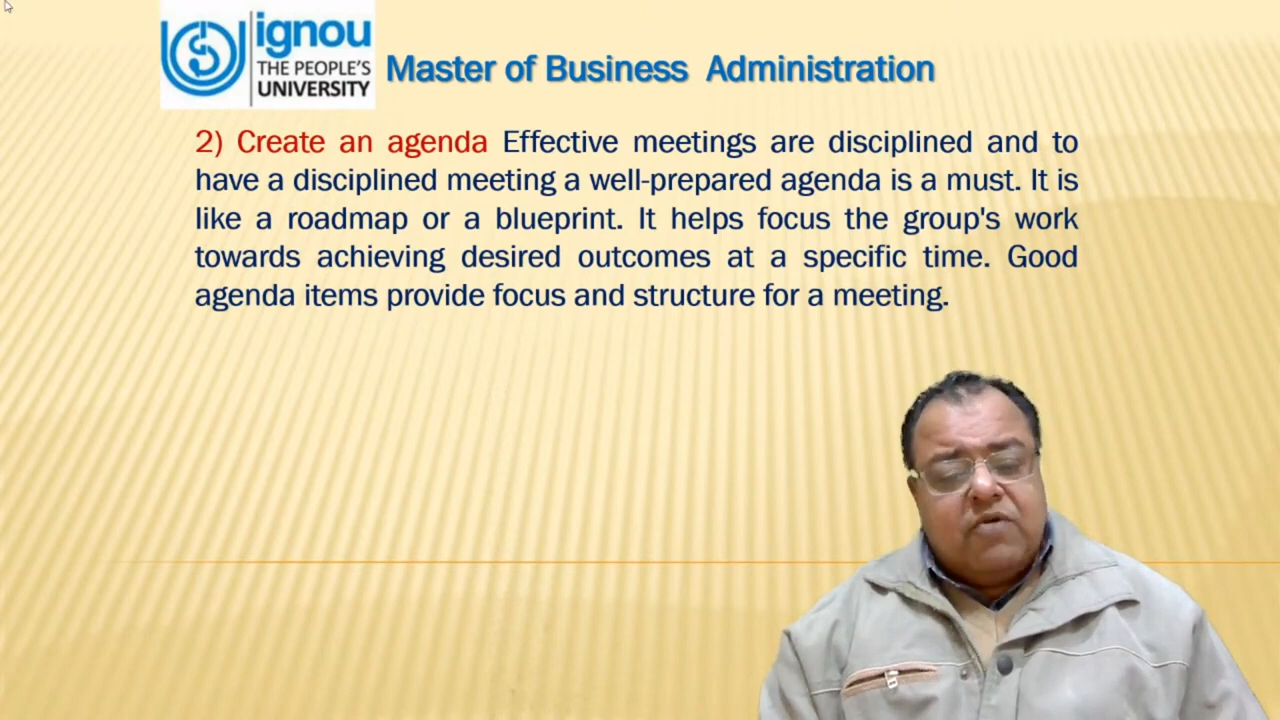 ignou
THE PEOPLE'S
UNIVERSITY
Master of Business Administration
2) Create an agenda Effective meetings are disciplined and to
have a disciplined meeting a well-prepared agenda is a must. It is
like a roadmap or a blueprint. It helps focus the group's work
towards achieving desired outcomes at a specific time. Good
agenda items provide focus and structure for a meeting.